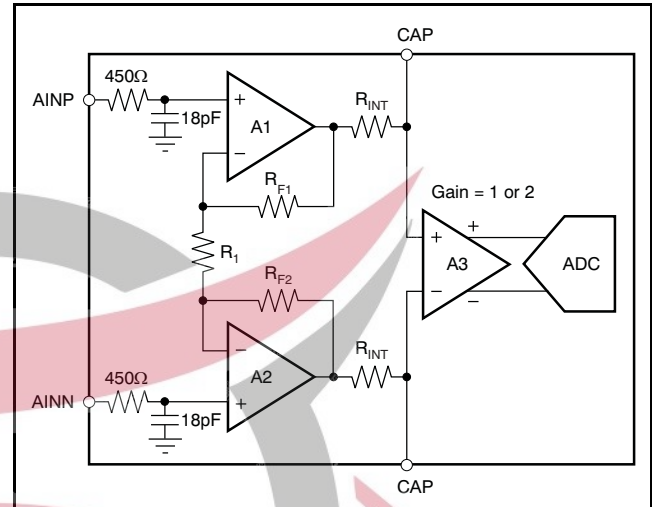 CAP
450Ω
AINP
18pF
+
A1
−
R_INT
R_F1
Gain = 1 or 2
R_1
+
+
A3
−
−
ADC
R_F2
−
A2
+
R_INT
450Ω
AINN
18pF
CAP